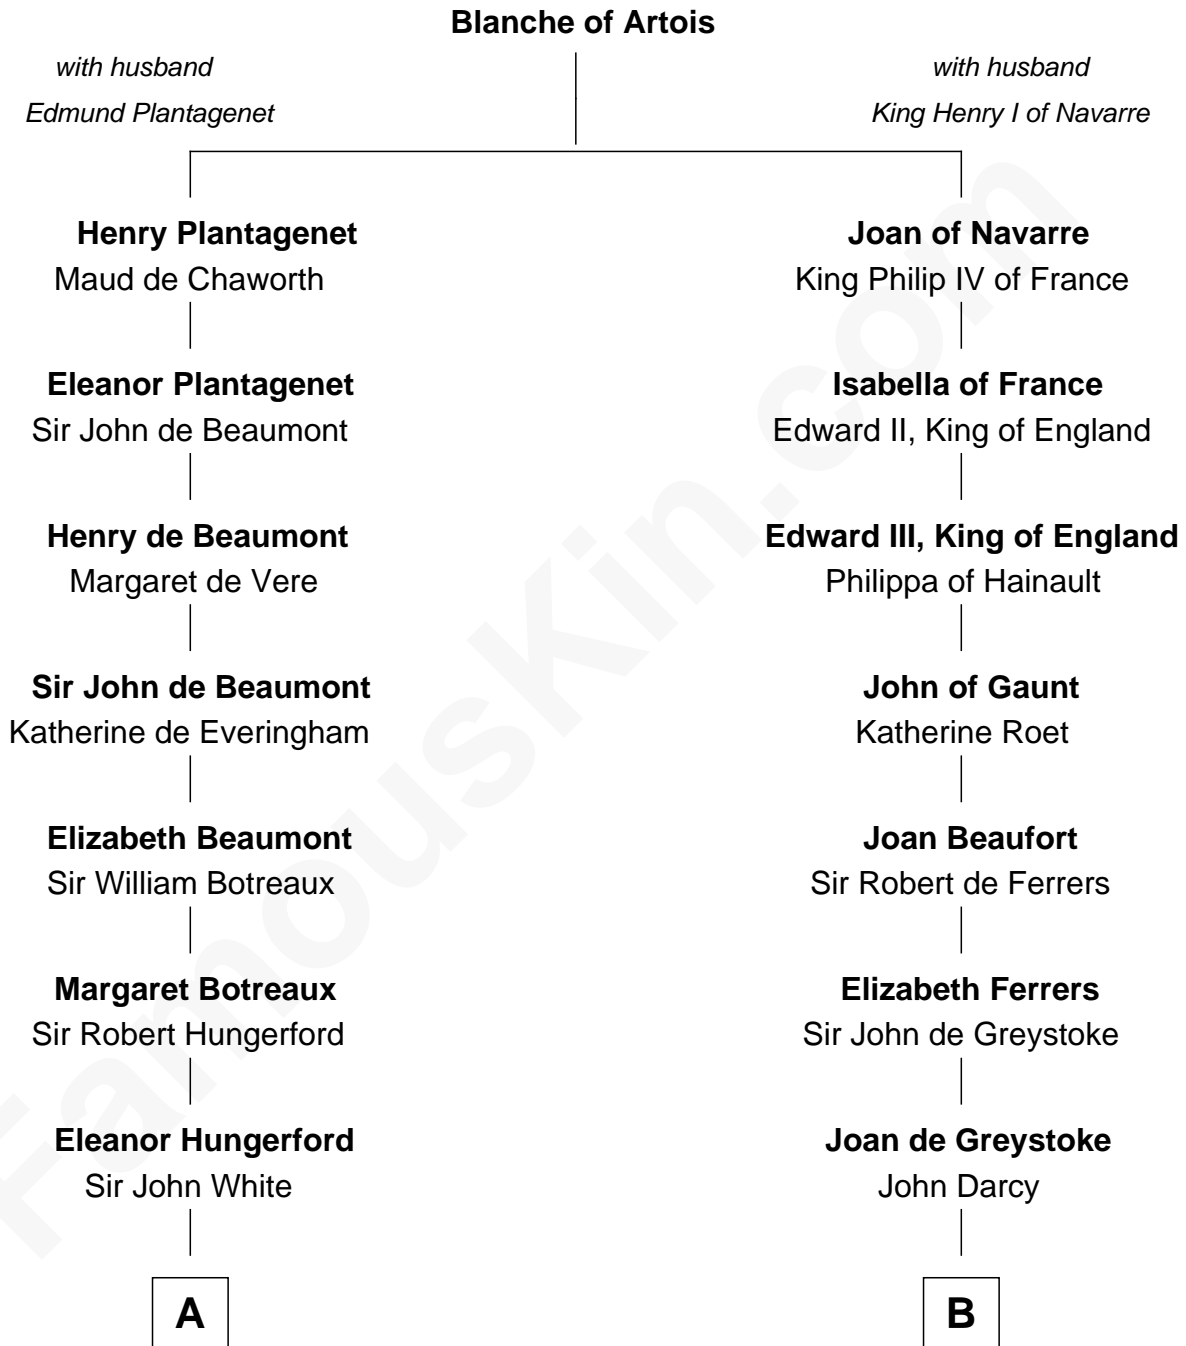 Blanche of Artois
with husband
Edmund Plantagenet
with husband
King Henry I of Navarre
Henry Plantagenet
Maud de Chaworth
Joan of Navarre
King Philip IV of France
Eleanor Plantagenet
Sir John de Beaumont
Isabella of France
Edward II, King of England
Henry de Beaumont
Margaret de Vere
Edward III, King of England
Philippa of Hainault
Sir John de Beaumont
Katherine de Everingham
John of Gaunt
Katherine Roet
Elizabeth Beaumont
Sir William Botreaux
Joan Beaufort
Sir Robert de Ferrers
Margaret Botreaux
Sir Robert Hungerford
Elizabeth Ferrers
Sir John de Greystoke
Eleanor Hungerford
Sir John White
Joan de Greystoke
John Darcy
A
B
FamousKin.com